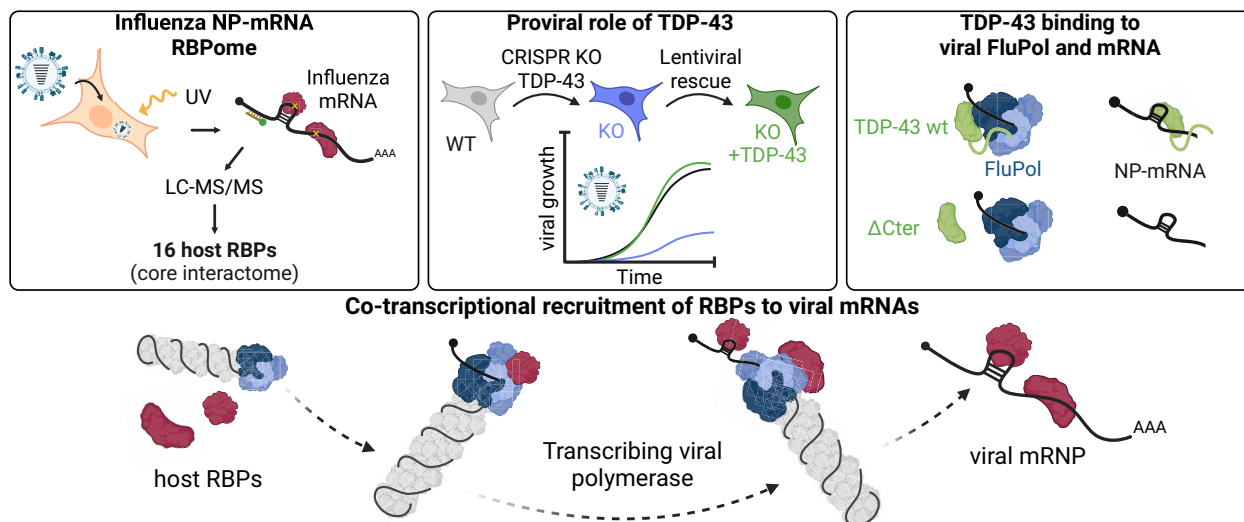 Influenza NP-mRNA
RBPome
UV
Influenza
mRNA
AAA
LC-MS/MS
16 host RBPs
(core interactome)
Proviral role of TDP-43
CRISPR KO
TDP-43
Lentiviral
rescue
WT
KO
KO
+TDP-43
viral growth
Time
TDP-43 binding to
viral FluPol and mRNA
TDP-43 wt
FluPol
NP-mRNA
ΔCter
Co-transcriptional recruitment of RBPs to viral mRNAs
host RBPs
Transcribing viral
polymerase
AAA
viral mRNP